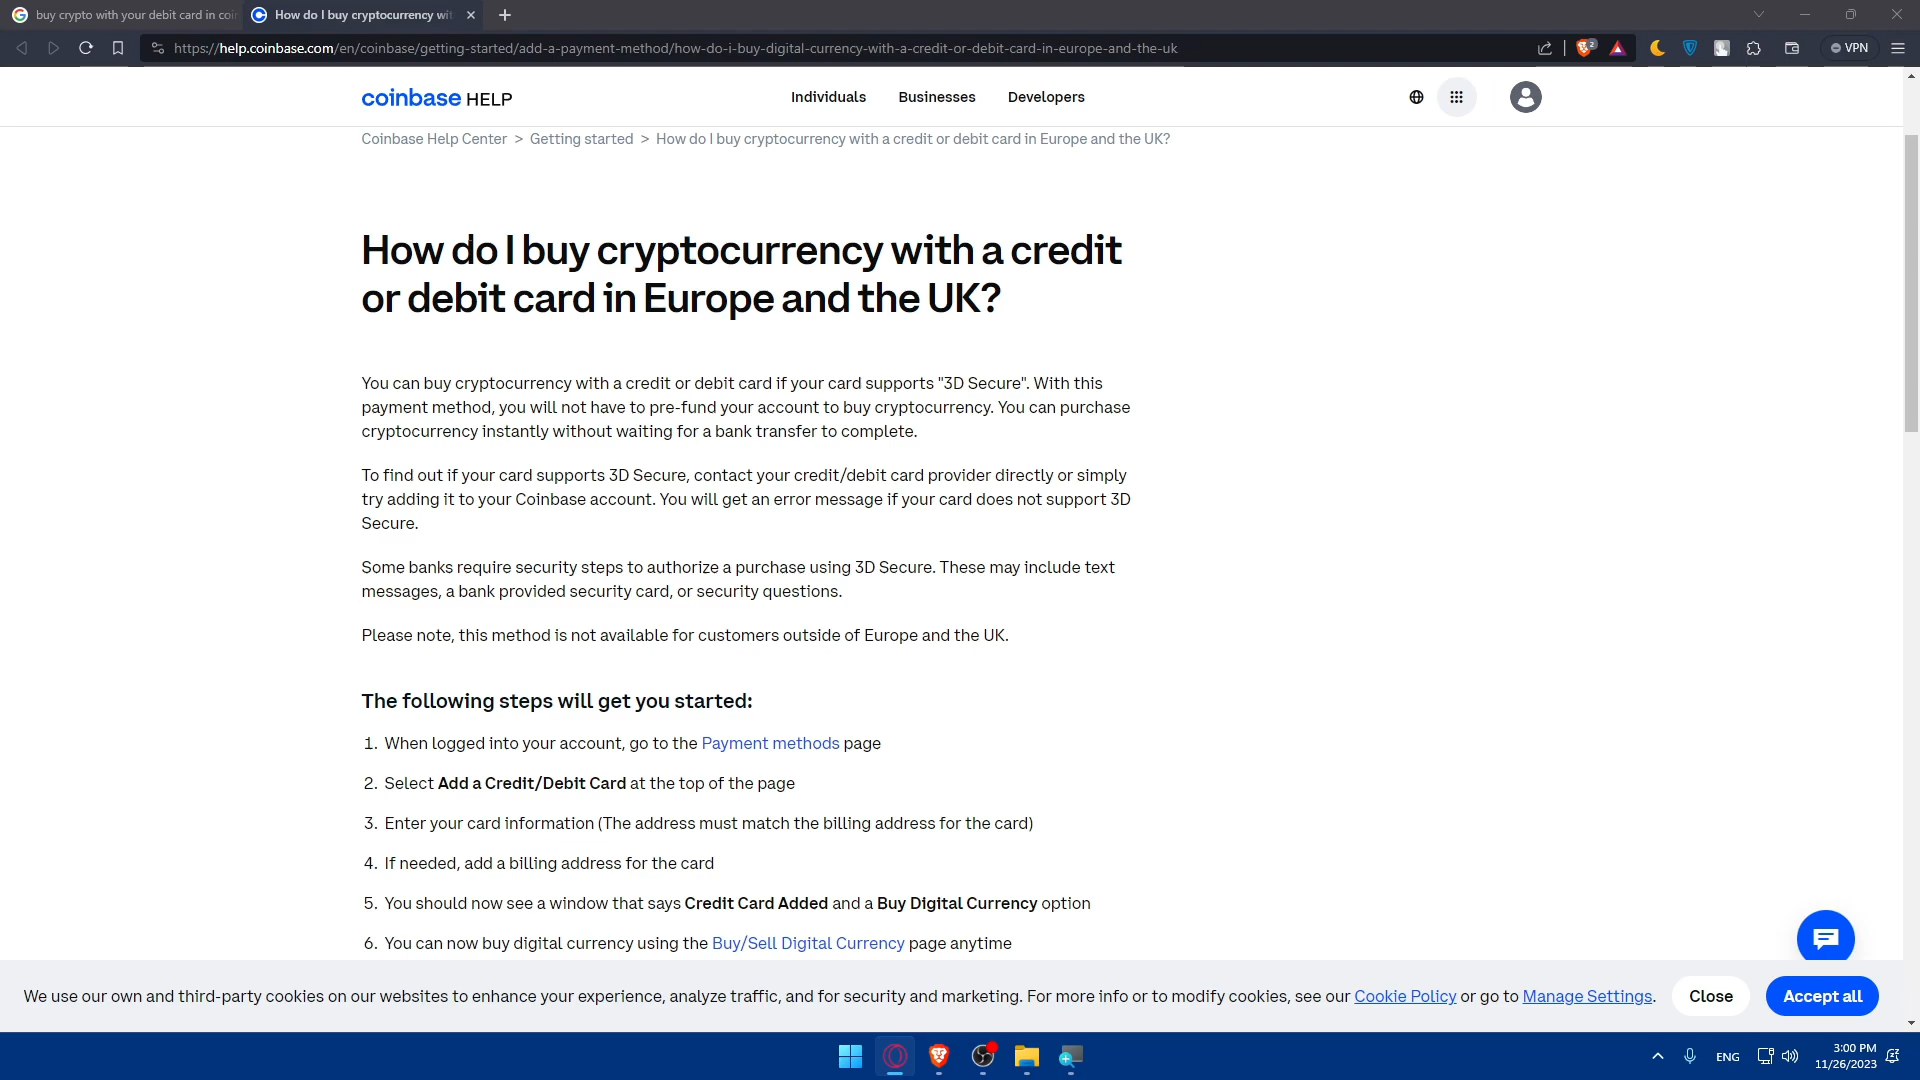 buy crypto with your debit card in coi
How do I buy cryptocurrency wi
https://help.coinbase.com/en/coinbase/getting-started/add-a-payment-method/how-do-i-buy-digital-currency-with-a-credit-or-debit-card-in-europe-and-the-uk
2
VPN
coinbase HELP
Individuals
Businesses
Developers
Coinbase Help Center > Getting started > How do I buy cryptocurrency with a credit or debit card in Europe and the UK?
How do I buy cryptocurrency with a credit
or debit card in Europe and the UK?
You can buy cryptocurrency with a credit or debit card if your card supports "3D Secure". With this
payment method, you will not have to pre-fund your account to buy cryptocurrency. You can purchase
cryptocurrency instantly without waiting for a bank transfer to complete.
To find out if your card supports 3D Secure, contact your credit/debit card provider directly or simply
try adding it to your Coinbase account. You will get an error message if your card does not support 3D
Secure.
Some banks require security steps to authorize a purchase using 3D Secure. These may include text
messages, a bank provided security card, or security questions.
Please note, this method is not available for customers outside of Europe and the UK.
The following steps will get you started:
1. When logged into your account, go to the Payment methods page
2. Select Add a Credit/Debit Card at the top of the page
3. Enter your card information (The address must match the billing address for the card)
4. If needed, add a billing address for the card
5. You should now see a window that says Credit Card Added and a Buy Digital Currency option
6. You can now buy digital currency using the Buy/Sell Digital Currency page anytime
We use our own and third-party cookies on our websites to enhance your experience, analyze traffic, and for security and marketing. For more info or to modify cookies, see our Cookie Policy or go to Manage Settings.
Close
Accept all
ENG
3:00 PM
11/26/2023